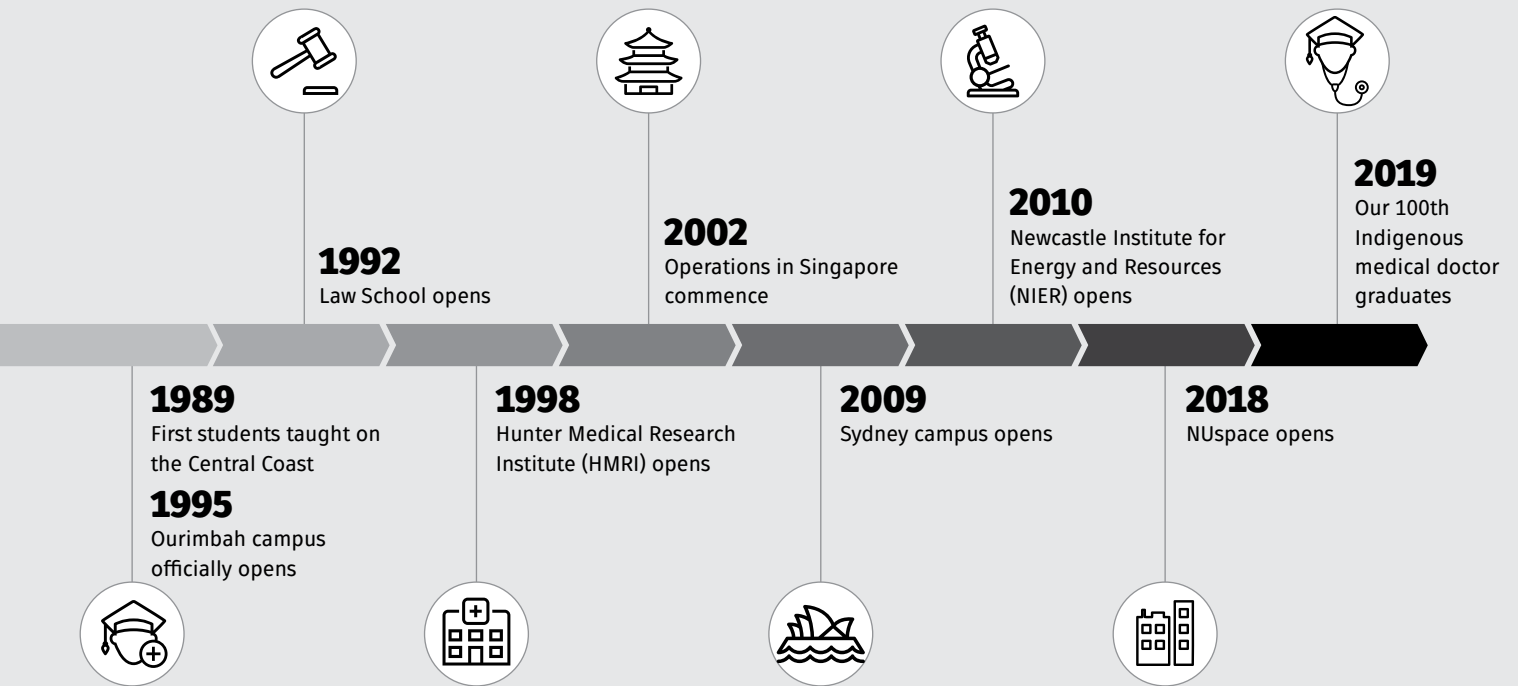 1992
Law School opens
2002
Operations in Singapore
commence
2010
Newcastle Institute for
Energy and Resources
(NIER) opens
2019
Our 100th
Indigenous
medical doctor
graduates
1989
First students taught on
the Central Coast
1995
Ourimbah campus
officially opens
1998
Hunter Medical Research
Institute (HMRI) opens
2009
Sydney campus opens
2018
NUspace opens